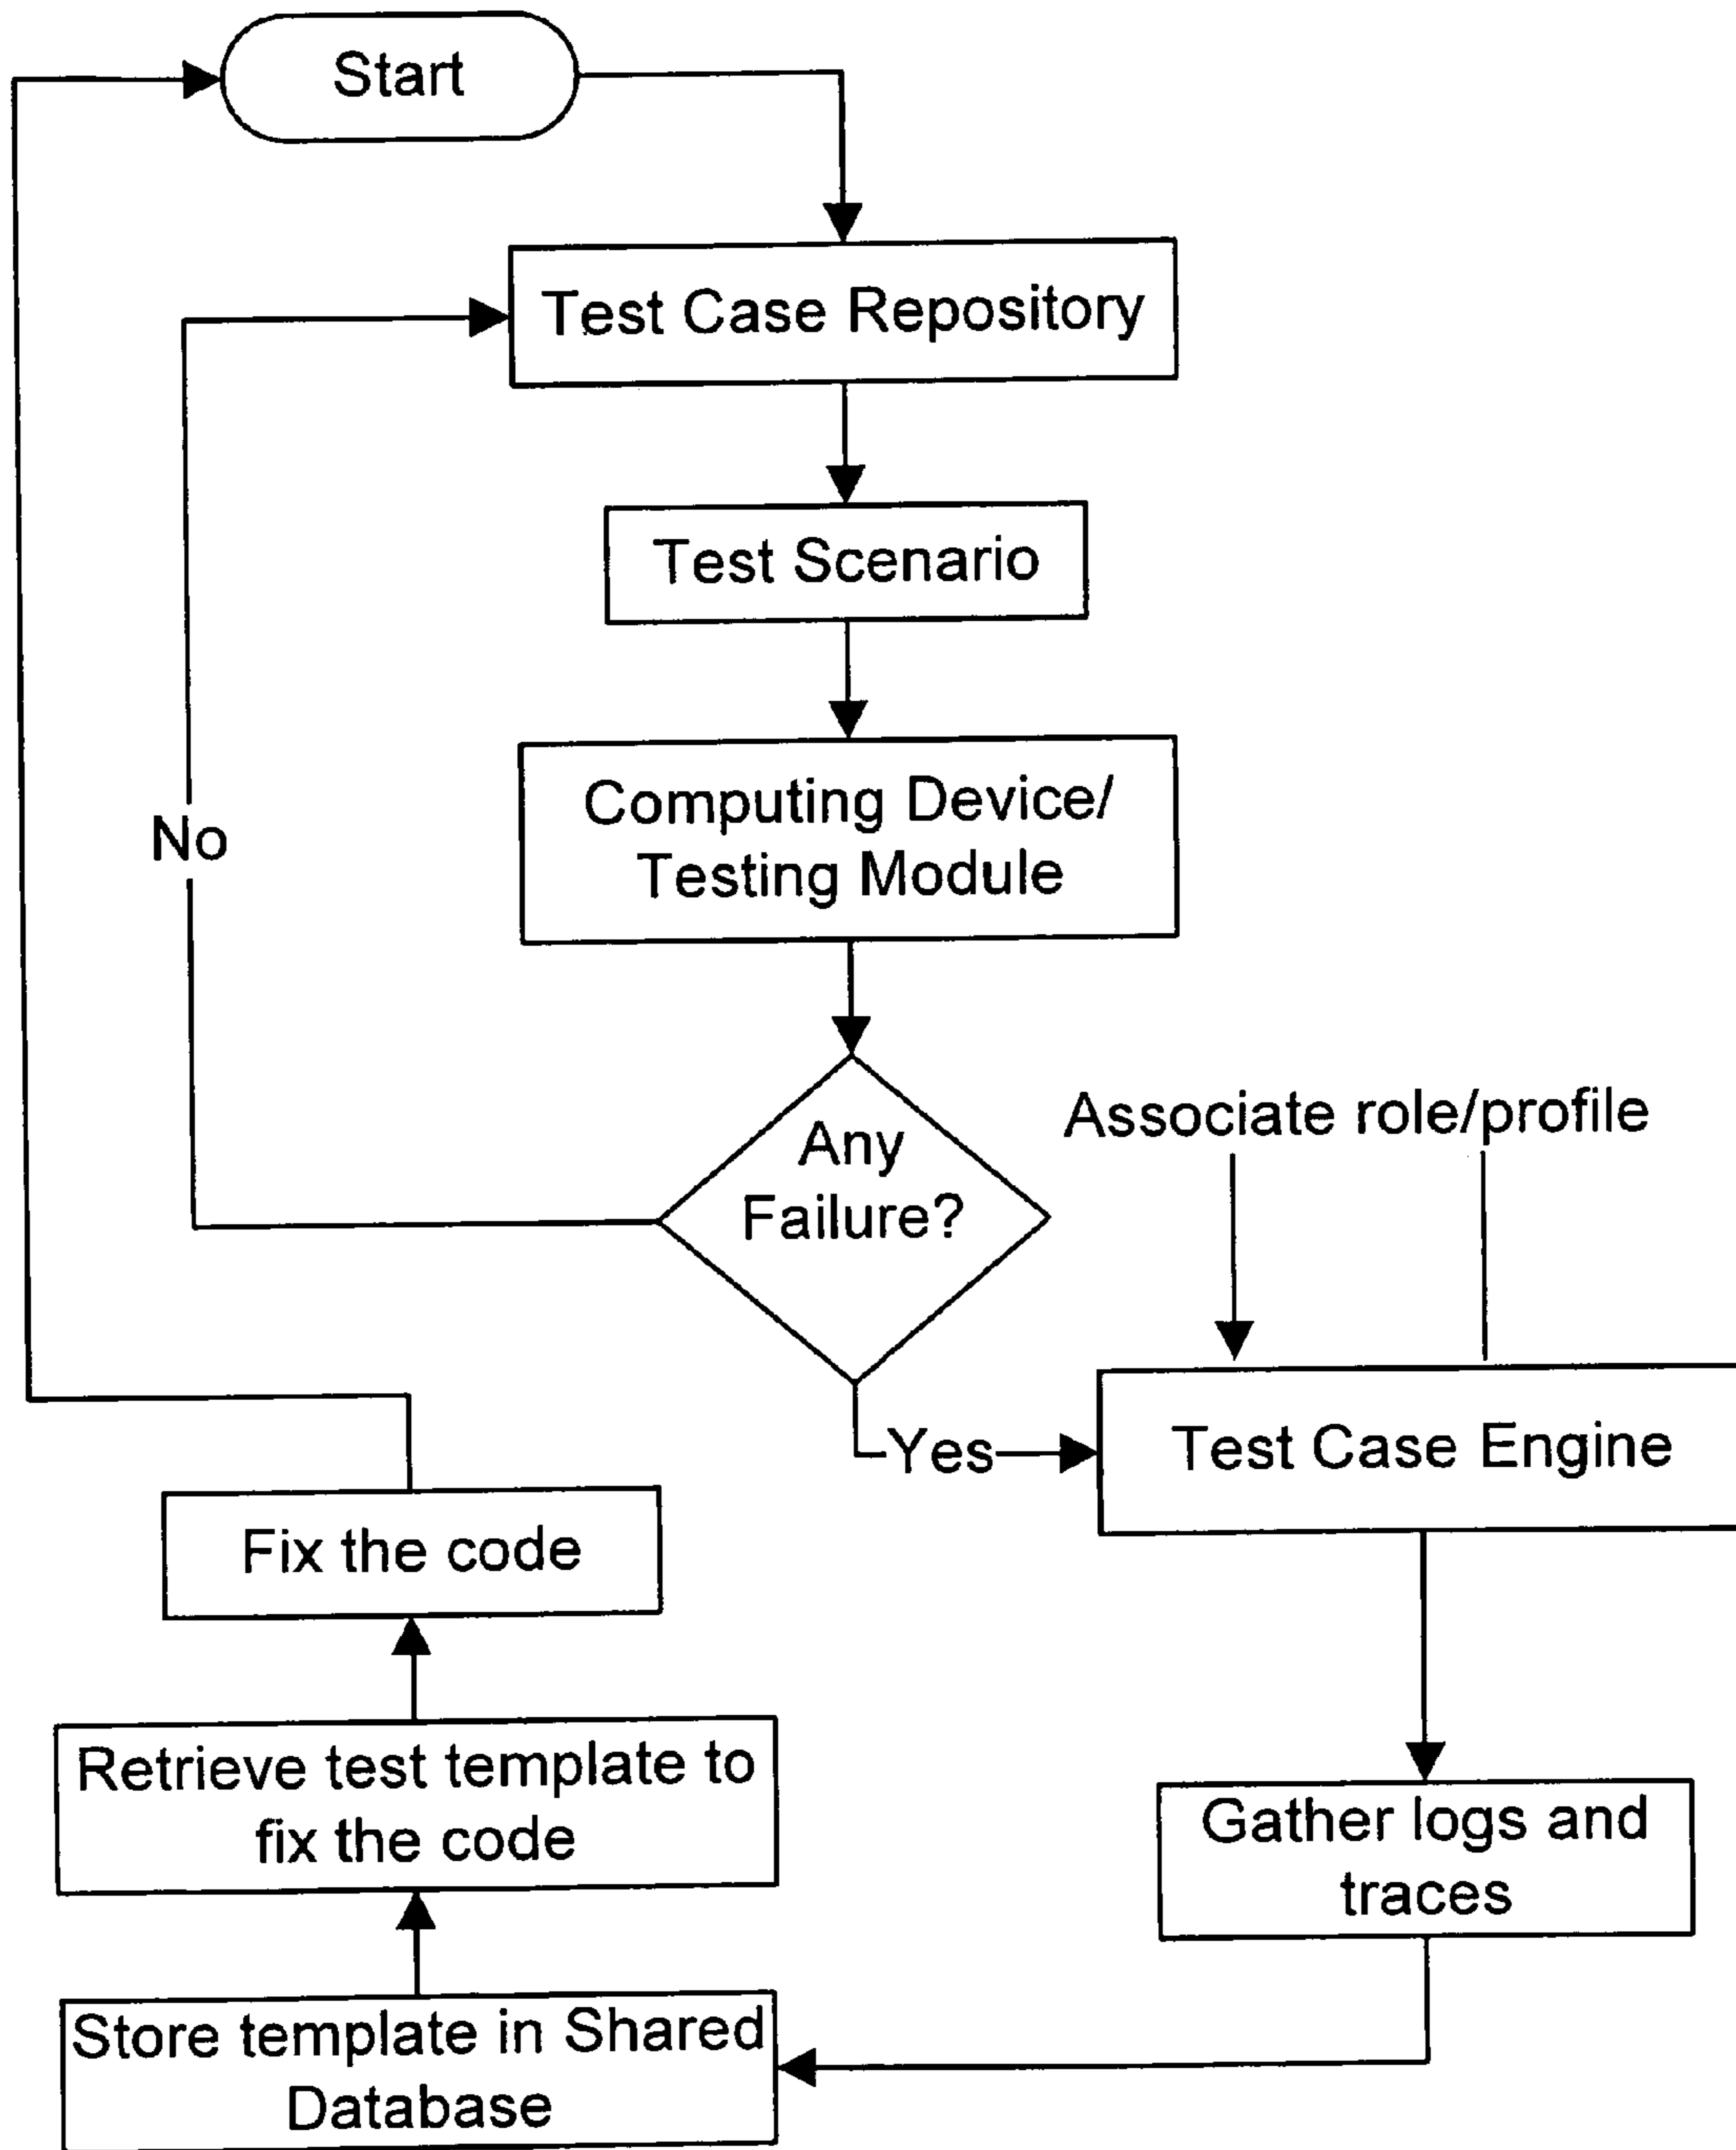 Start
Test Case Repository
Test Scenario
Computing Device/
Testing Module
No
Any
Failure?
Associate role/profile
Yes
Test Case Engine
Fix the code
Retrieve test template to
fix the code
Gather logs and
traces
Store template in Shared
Database